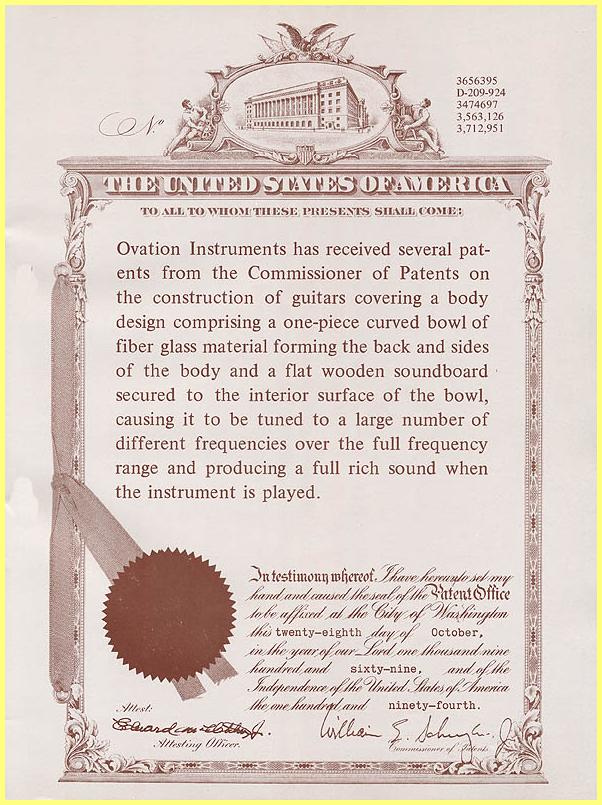 3656395
D-209-924
3474697
3,563,126
3,712,951
No
THE UNITED STATES OF AMERICA
TO ALL TO WHOM THESE PRESENTS SHALL COME:
Ovation Instruments has received several pat-
ents from the Commissioner of Patents on
the construction of guitars covering a body
design comprising a one-piece curved bowl of
fiber glass material forming the back and sides
of the body and a flat wooden soundboard
secured to the interior surface of the bowl,
causing it to be tuned to a large number of
different frequencies over the full frequency
range and producing a full rich sound when
the instrument is played.
In testimony whereof, I have hereunto set my
hand and caused the seal of the Patent Office
to be affixed at the City of Washington
this twenty-eighth day of October,
in the year of our Lord one thousand nine
hundred and sixty-nine, and of the
Independence of the United States of America
the one hundred and ninety-fourth.
Attest:
William E. Jr.
Attesting Officer.
Commissioner of Patents